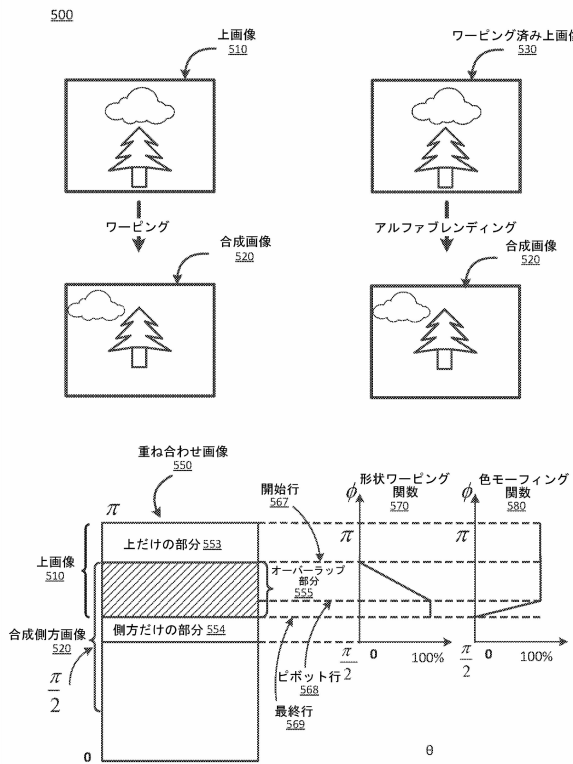 500
上画像
510
ワーピング済み上画像
530
ワーピング
アルファブレンディング
合成画像
520
合成画像
520
重ね合わせ画像
550
開始行
567
ϕ 形状ワーピング
関数
570
ϕ 色モーフィング
関数
580
π
π
π
上だけの部分 553
上画像
510
オーバーラップ
部分
555
側方だけの部分 554
合成側方画像
520
π/2
0 100%
π/2
0 100%
π/2
ピボット行
568
最終行
569
0
θ